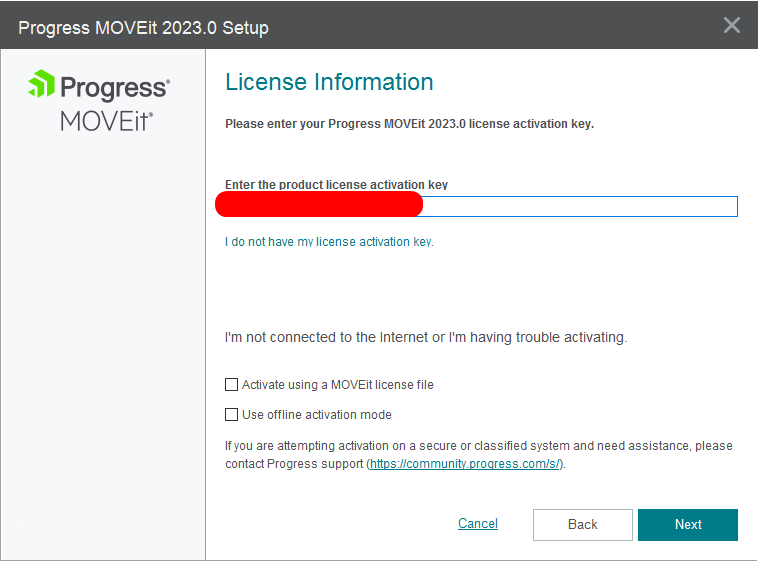 Progress MOVEit 2023.0 Setup
Progress®
MOVEit®
License Information
Please enter your Progress MOVEit 2023.0 license activation key.
Enter the product license activation key
I do not have my license activation key.
I'm not connected to the Internet or I'm having trouble activating.
Activate using a MOVEit license file
Use offline activation mode
If you are attempting activation on a secure or classified system and need assistance, please
contact Progress support (https://community.progress.com/s/).
Cancel
Back
Next